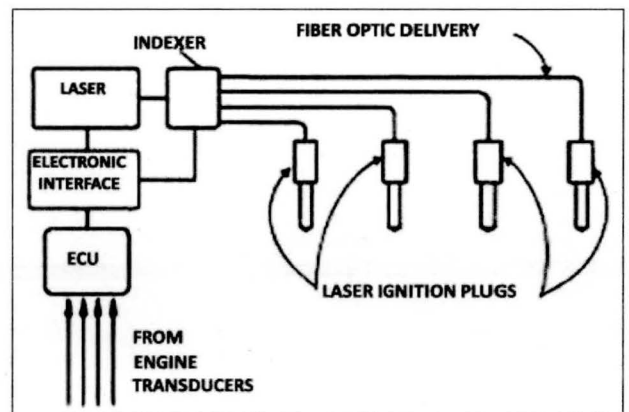 FIBER OPTIC DELIVERY
INDEXER
LASER
ELECTRONIC
INTERFACE
ECU
LASER IGNITION PLUGS
FROM
ENGINE
TRANSDUCERS